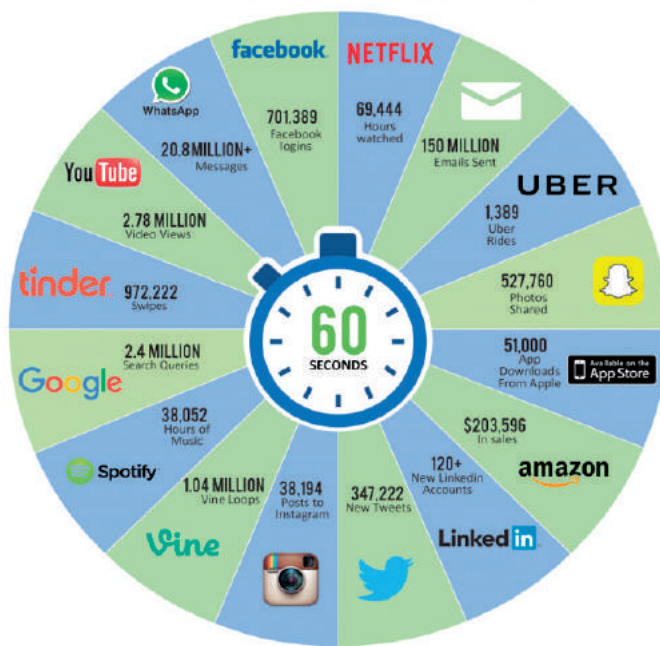 facebook
701,389
Facebook
logins
NETFLIX
69,444
Hours
watched
150 MILLION
Emails Sent
UBER
1,389
Uber
Rides
527,760
Photos
Shared
51,000
App
Downloads
From Apple
Available on the
App Store
$203,596
In sales
amazon
120+
New Linkedin
Accounts
Linked in
347,222
New Tweets
38,194
Posts to
Instagram
1.04 MILLION
Vine Loops
Vine
38,052
Hours of
Music
Spotify
2.4 MILLION
Search Queries
Google
972,222
Swipes
tinder
2.78 MILLION
Video Views
You Tube
20.8 MILLION+
Messages
WhatsApp
60
SECONDS